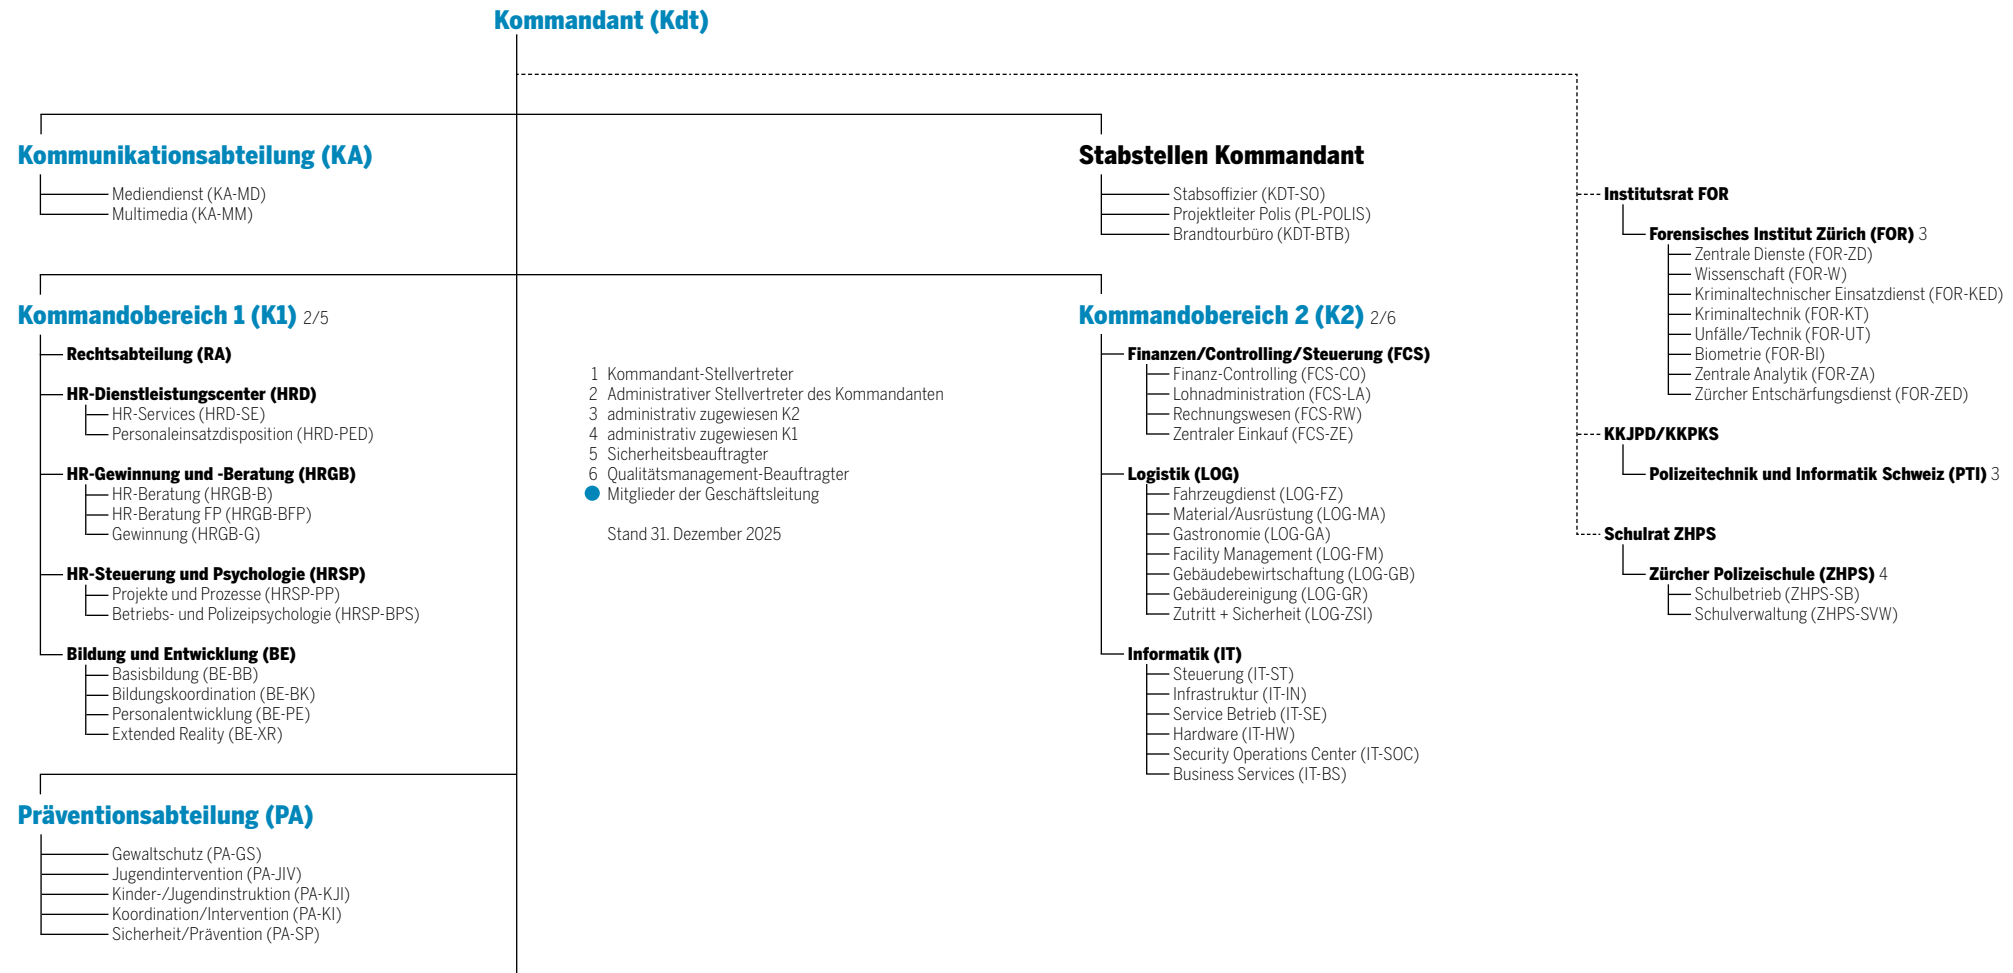 Kommandant (Kdt)
Kommunikationsabteilung (KA)
Mediendienst (KA-MD)
Multimedia (KA-MM)
Stabstellen Kommandant
Stabsoffizier (KDT-SO)
Projektleiter Polis (PL-POLIS)
Brandtourbüro (KDT-BTB)
Kommandobereich 1 (K1) 2/5
Rechtsabteilung (RA)
HR-Dienstleistungscenter (HRD)
HR-Services (HRD-SE)
Personaleinsatzdisposition (HRD-PED)
HR-Gewinnung und -Beratung (HRGB)
HR-Beratung (HRGB-B)
HR-Beratung FP (HRGB-BFP)
Gewinnung (HRGB-G)
HR-Steuerung und Psychologie (HRSP)
Projekte und Prozesse (HRSP-PP)
Betriebs- und Polizeipsychologie (HRSP-BPS)
Bildung und Entwicklung (BE)
Basisbildung (BE-BB)
Bildungskoordination (BE-BK)
Personalentwicklung (BE-PE)
Extended Reality (BE-XR)
Präventionsabteilung (PA)
Gewaltschutz (PA-GS)
Jugendintervention (PA-JIV)
Kinder-/Jugendinstruktion (PA-KJI)
Koordination/Intervention (PA-KI)
Sicherheit/Prävention (PA-SP)
1 Kommandant-Stellvertreter
2 Administrativer Stellvertreter des Kommandanten
3 administrativ zugewiesen K2
4 administrativ zugewiesen K1
5 Sicherheitsbeauftragter
6 Qualitätsmanagement-Beauftragter
Mitglieder der Geschäftsleitung
Stand 31. Dezember 2025
Kommandobereich 2 (K2) 2/6
Finanzen/Controlling/Steuerung (FCS)
Finanz-Controlling (FCS-CO)
Lohnadministration (FCS-LA)
Rechnungswesen (FCS-RW)
Zentraler Einkauf (FCS-ZE)
Logistik (LOG)
Fahrzeugdienst (LOG-FZ)
Material/Ausrüstung (LOG-MA)
Gastronomie (LOG-GA)
Facility Management (LOG-FM)
Gebäudebewirtschaftung (LOG-GB)
Gebäudereinigung (LOG-GR)
Zutritt + Sicherheit (LOG-ZSI)
Informatik (IT)
Steuerung (IT-ST)
Infrastruktur (IT-IN)
Service Betrieb (IT-SE)
Hardware (IT-HW)
Security Operations Center (IT-SOC)
Business Services (IT-BS)
Institutsrat FOR
Forensisches Institut Zürich (FOR) 3
Zentrale Dienste (FOR-ZD)
Wissenschaft (FOR-W)
Kriminaltechnischer Einsatzdienst (FOR-KED)
Kriminaltechnik (FOR-KT)
Unfälle/Technik (FOR-UT)
Biometrie (FOR-BI)
Zentrale Analytik (FOR-ZA)
Zürcher Entschärfungsdienst (FOR-ZED)
KKJPD/KKPKS
Polizeitechnik und Informatik Schweiz (PTI) 3
Schulrat ZHPS
Zürcher Polizeischule (ZHPS) 4
Schulbetrieb (ZHPS-SB)
Schulverwaltung (ZHPS-SVW)